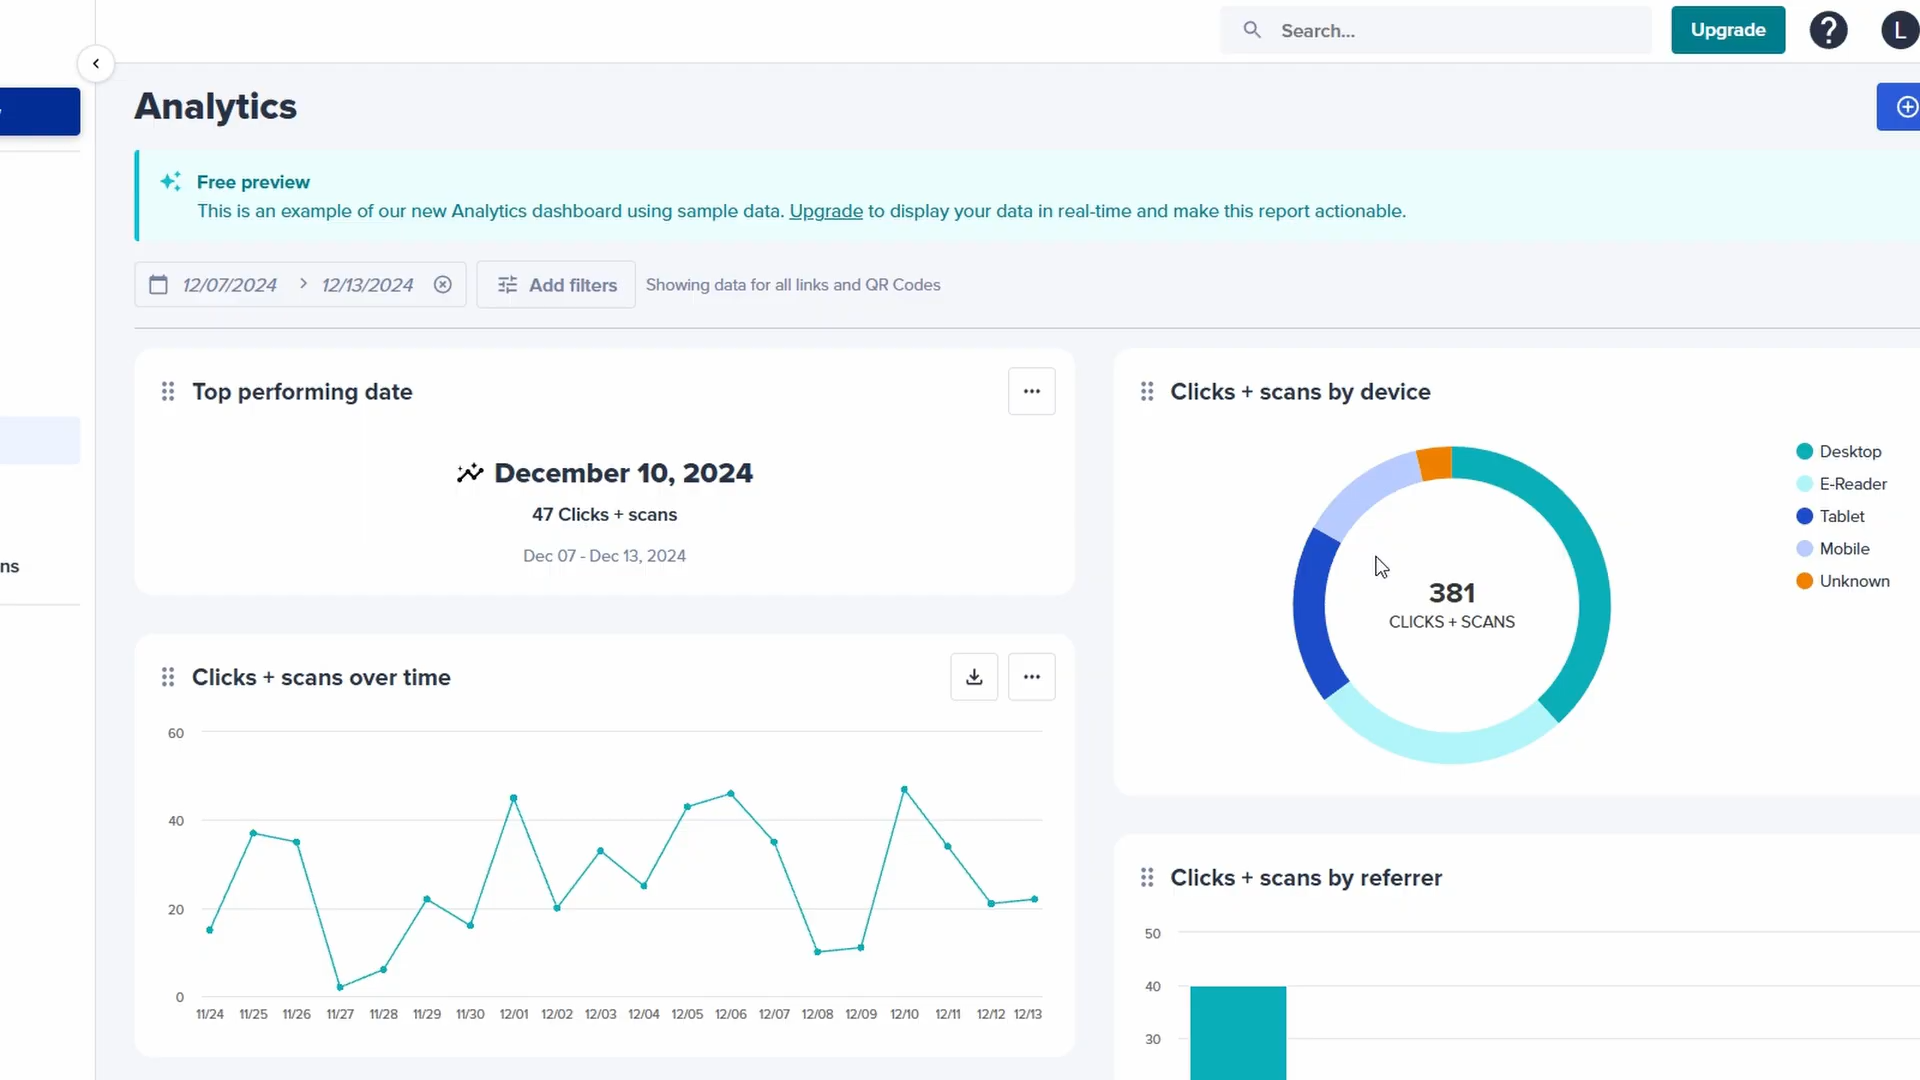 Search...
Upgrade
?
L
Analytics
Free preview
This is an example of our new Analytics dashboard using sample data. Upgrade to display your data in real-time and make this report actionable.
12/07/2024 > 12/13/2024
Add filters
Showing data for all links and QR Codes
Top performing date
December 10, 2024
47 Clicks + scans
Dec 07 - Dec 13, 2024
Clicks + scans by device
381
CLICKS + SCANS
Desktop
E-Reader
Tablet
Mobile
Unknown
ns
Clicks + scans over time
60
40
20
0
11/24 11/25 11/26 11/27 11/28 11/29 11/30 12/01 12/02 12/03 12/04 12/05 12/06 12/07 12/08 12/09 12/10 12/11 12/12 12/13
Clicks + scans by referrer
50
40
30